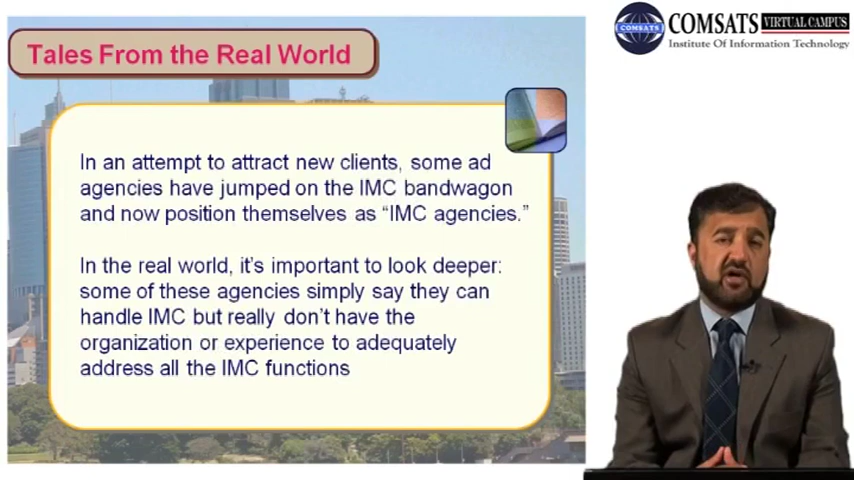 Tales From the Real World
COMSATS VIRTUAL CAMPUS
COMSATS
Institute Of Information Technology
In an attempt to attract new clients, some ad
agencies have jumped on the IMC bandwagon
and now position themselves as “IMC agencies.”
In the real world, it’s important to look deeper:
some of these agencies simply say they can
handle IMC but really don’t have the
organization or experience to adequately
address all the IMC functions